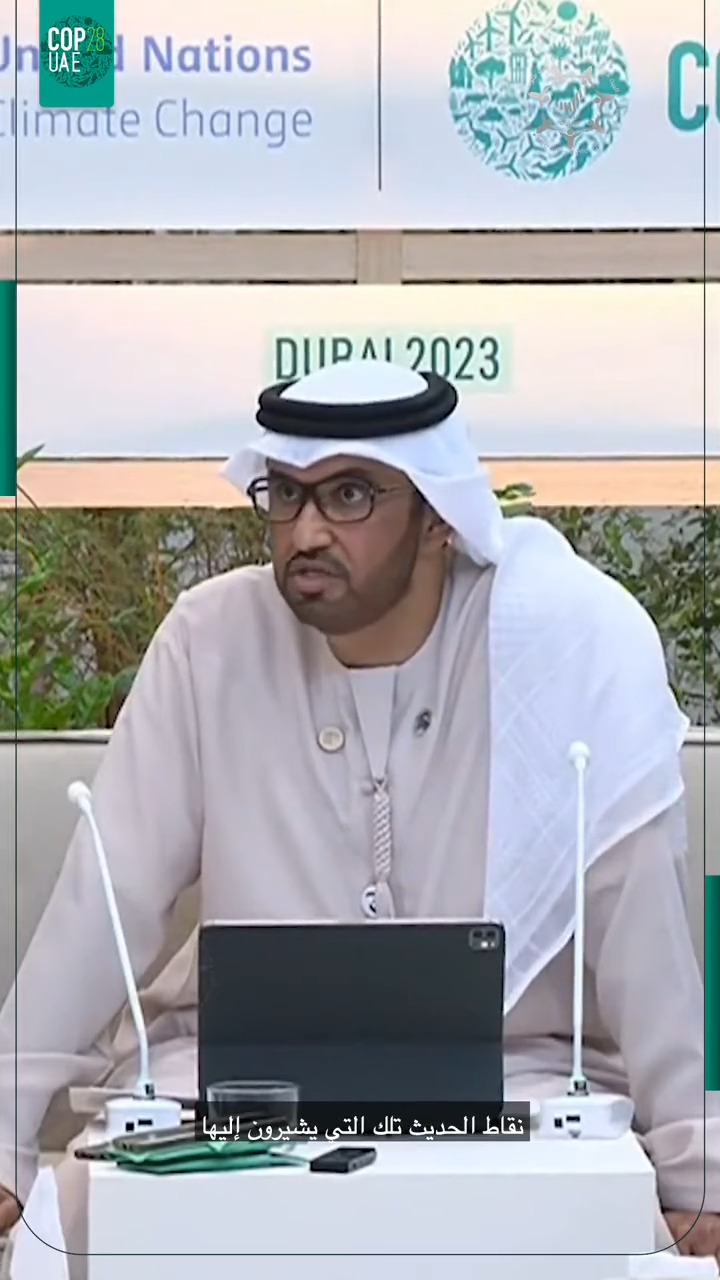 COP28
UAE
United Nations
Climate Change
DUBAI 2023
نقاط الحديث تلك التي يشيرون إليها